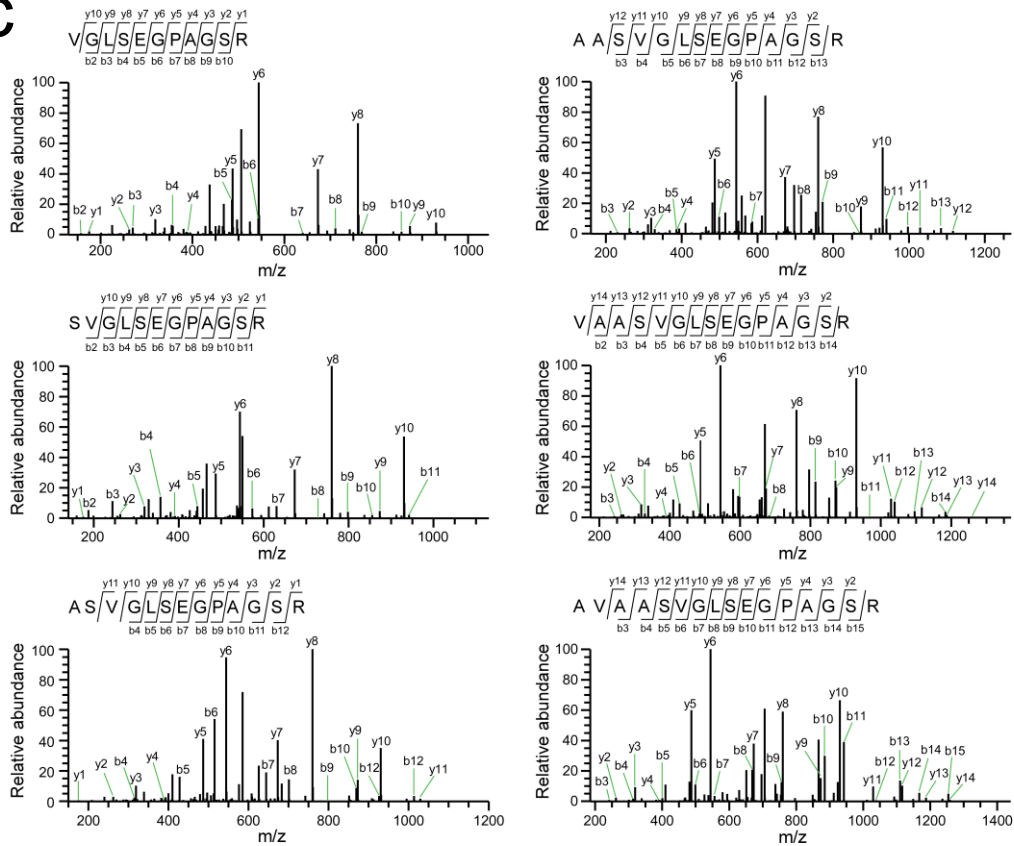 C
y10 y9 y8 y7 y6 y5 y4 y3 y2 y1
VGLSEGPAGSR
b2 b3 b4 b5 b6 b7 b8 b9 b10
Relative abundance
100
80
60
40
20
0
b2 y1 y2 b3 y3 b4 y4 b5 y5 b6 y6 b7 y7 b8 y8 b9 b10 y9 y10
200 400 600 800 1000
m/z
y12 y11 y10 y9 y8 y7 y6 y5 y4 y3 y2
AASVGLSEGPAGSR
b3 b4 b5 b6 b7 b8 b9 b10 b11 b12 b13
Relative abundance
100
80
60
40
20
0
b3 y2 y3 b4 b5 y4 y5 b6 y6 b7 y7 b8 y8 b9 b10 y9 y10 b11 b12 y11 b13 y12
200 400 600 800 1000 1200
m/z
y10 y9 y8 y7 y6 y5 y4 y3 y2 y1
SVGLSEGPAGSR
b2 b3 b4 b5 b6 b7 b8 b9 b10 b11
Relative abundance
100
80
60
40
20
0
y1 b2 b3 y2 y3 b4 y4 b5 y5 y6 b6 b7 y7 b8 y8 b9 b10 y9 y10 b11
200 400 600 800 1000
m/z
y14 y13 y12 y11 y10 y9 y8 y7 y6 y5 y4 y3 y2
VAASVGLSEGPAGSR
b2 b3 b4 b5 b6 b7 b8 b9 b10 b11 b12 b13 b14
Relative abundance
100
80
60
40
20
0
b3 y2 y3 b4 y4 b5 b6 y5 y6 b7 y7 b8 y8 b9 b10 y9 y10 b11 y11 b12 b13 y12 b14 y13 y14
200 400 600 800 1000 1200
m/z
y11 y10 y9 y8 y7 y6 y5 y4 y3 y2 y1
ASVGLSEGPAGSR
b4 b5 b6 b7 b8 b9 b10 b11 b12
Relative abundance
100
80
60
40
20
0
y1 y2 b4 y3 y4 b5 y5 b6 y6 b7 y7 b8 y8 b9 b10 y9 b12 y10 b12 y11
200 400 600 800 1000 1200
m/z
y14 y13 y12 y11 y10 y9 y8 y7 y6 y5 y4 y3 y2
AVAASVGLSEGPAGSR
b3 b4 b5 b6 b7 b8 b9 b10 b11 b12 b13 b14 b15
Relative abundance
100
80
60
40
20
0
b3 y2 b4 y3 y4 b5 y5 b6 y6 b7 b8 y7 b9 y8 y9 b10 y10 b11 y11 b12 b13 y12 b14 y13 b15 y14
200 400 600 800 1000 1200 1400
m/z